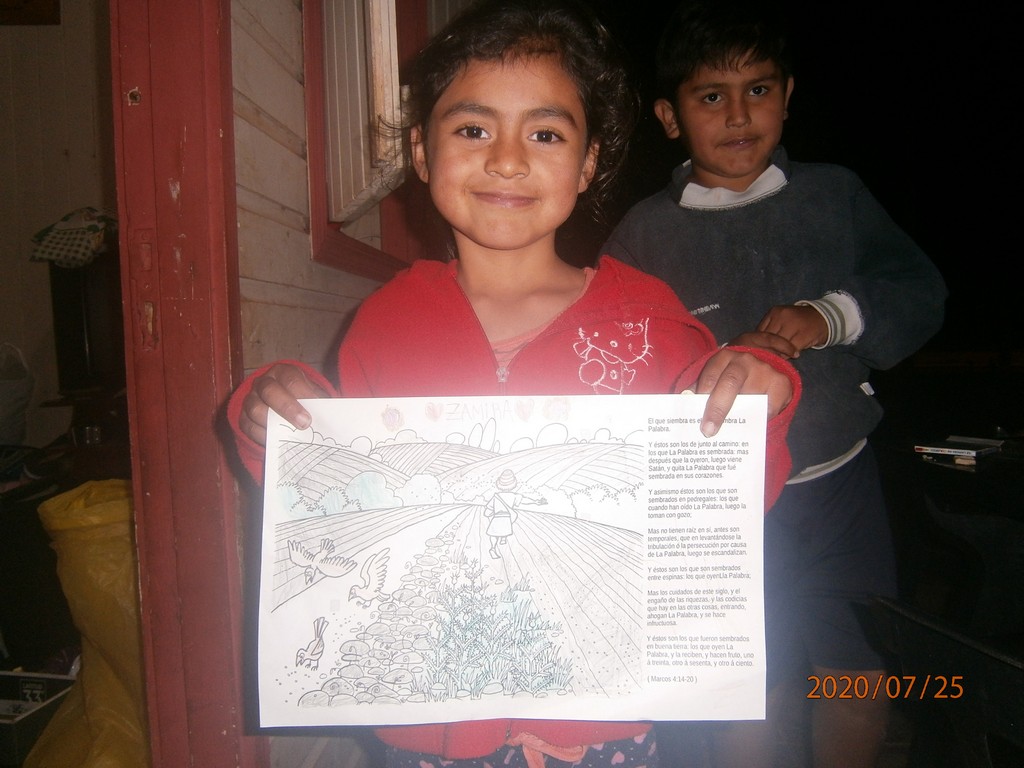 ZAMIRA
El que siembra es el siembra La
Palabra.
Y éstos son los de junto al camino: en
los que La Palabra es sembrada: mas
después que la oyeron, luego viene
Satán, y quita La Palabra que fué
sembrada en sus corazones.
Y asimismo éstos son los que son
sembrados en pedregales: los que
cuando han oído La Palabra, luego la
toman con gozo;
Mas no tienen raíz en sí, antes son
temporales, que en levantándose la
tribulación ó la persecución por causa
de La Palabra, luego se escandalizan.
Y éstos son los que son sembrados
entre espinas: los que oyen La Palabra;
Mas los cuidados de este siglo, y el
engaño de las riquezas, y las codicias
que hay en las otras cosas, entrando,
ahogan La Palabra, y se hace
infructuosa.
Y éstos son los que fueron sembrados
en buena tierra: los que oyen La
Palabra, y la reciben, y hacen fruto, uno
á treinta, otro á sesenta, y otro á ciento.
( Marcos 4:14-20 )
33
2020/07/25